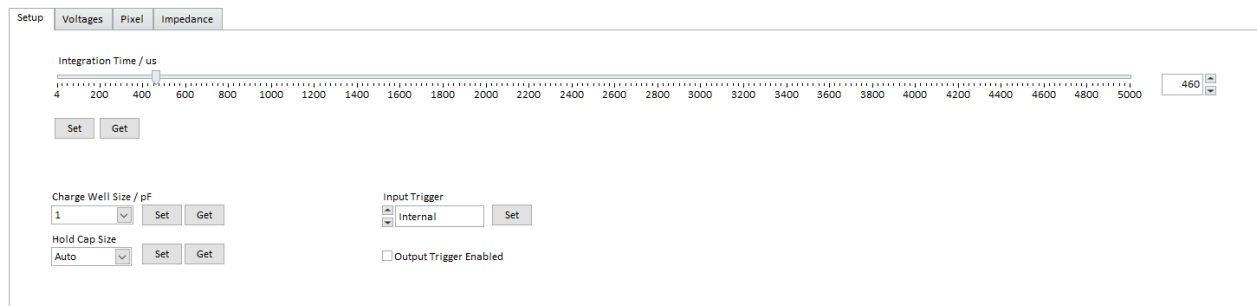 Setup Voltages Pixel Impedance
Integration Time / us
4 200 400 600 800 1000 1200 1400 1600 1800 2000 2200 2400 2600 2800 3000 3200 3400 3600 3800 4000 4200 4400 4600 4800 5000
460
Set Get
Charge Well Size / pF
1 Set Get
Input Trigger
Internal Set
Hold Cap Size
Auto Set Get
Output Trigger Enabled